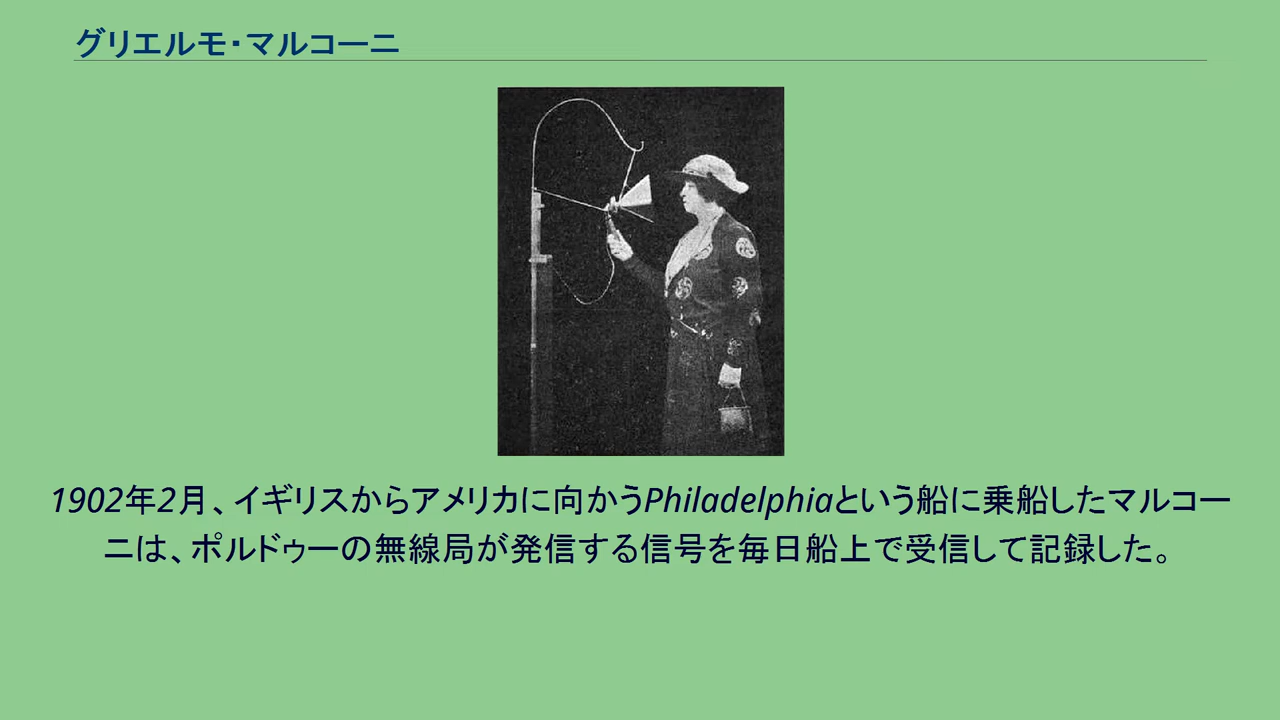 グリエルモ・マルコーニ
1902年2月、イギリスからアメリカに向かうPhiladelphiaという船に乗船したマルコー
ニは、ポルドゥーの無線局が発信する信号を毎日船上で受信して記録した。